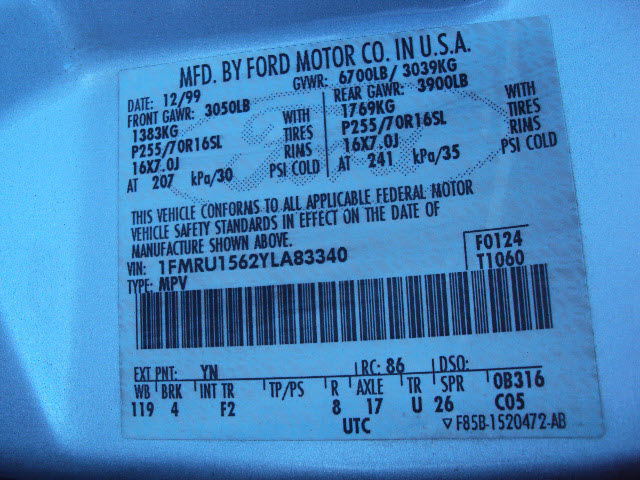 MFD. BY FORD MOTOR CO. IN U.S.A.
DATE: 12/99 GVWR: 6700LB/ 3039KG
FRONT GAWR: 3050LB REAR GAWR: 3900LB
1383KG WITH 1769KG WITH
P255/70R16SL TIRES P255/70R16SL TIRES
16X7.0J RIMS 16X7.0J RIMS
AT 207 kPa/30 PSI COLD AT 241 kPa/35 PSI COLD
THIS VEHICLE CONFORMS TO ALL APPLICABLE FEDERAL MOTOR
VEHICLE SAFETY STANDARDS IN EFFECT ON THE DATE OF
MANUFACTURE SHOWN ABOVE.
VIN: 1FMRU1562YLA83340 F0124
TYPE: MPV T1060
EXT PNT: YN RC: 86 DSO:
WB BRK INT TR TP/PS R AXLE TR SPR 0B316
119 4 F2 8 17 U 26 C05
UTC ▽F85B-1520472-AB